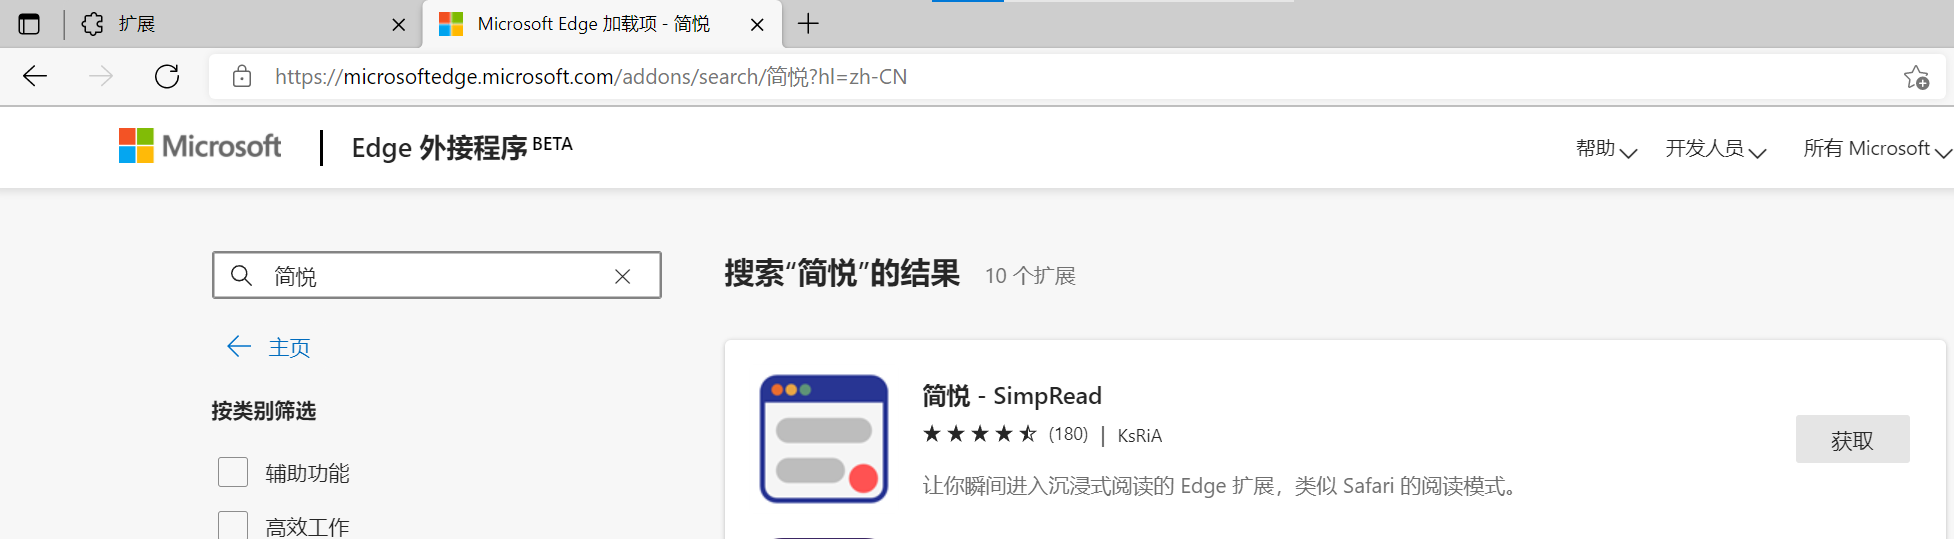 扩展
Microsoft Edge 加载项 - 简悦
https://microsoftedge.microsoft.com/addons/search/简悦?hl=zh-CN
Microsoft Edge 外接程序 BETA
帮助 开发人员 所有 Microsoft
简悦
搜索“简悦”的结果 10 个扩展
主页
按类别筛选
辅助功能
高效工作
简悦 - SimpRead
(180) | KsRiA
获取
让你瞬间进入沉浸式阅读的 Edge 扩展，类似 Safari 的阅读模式。